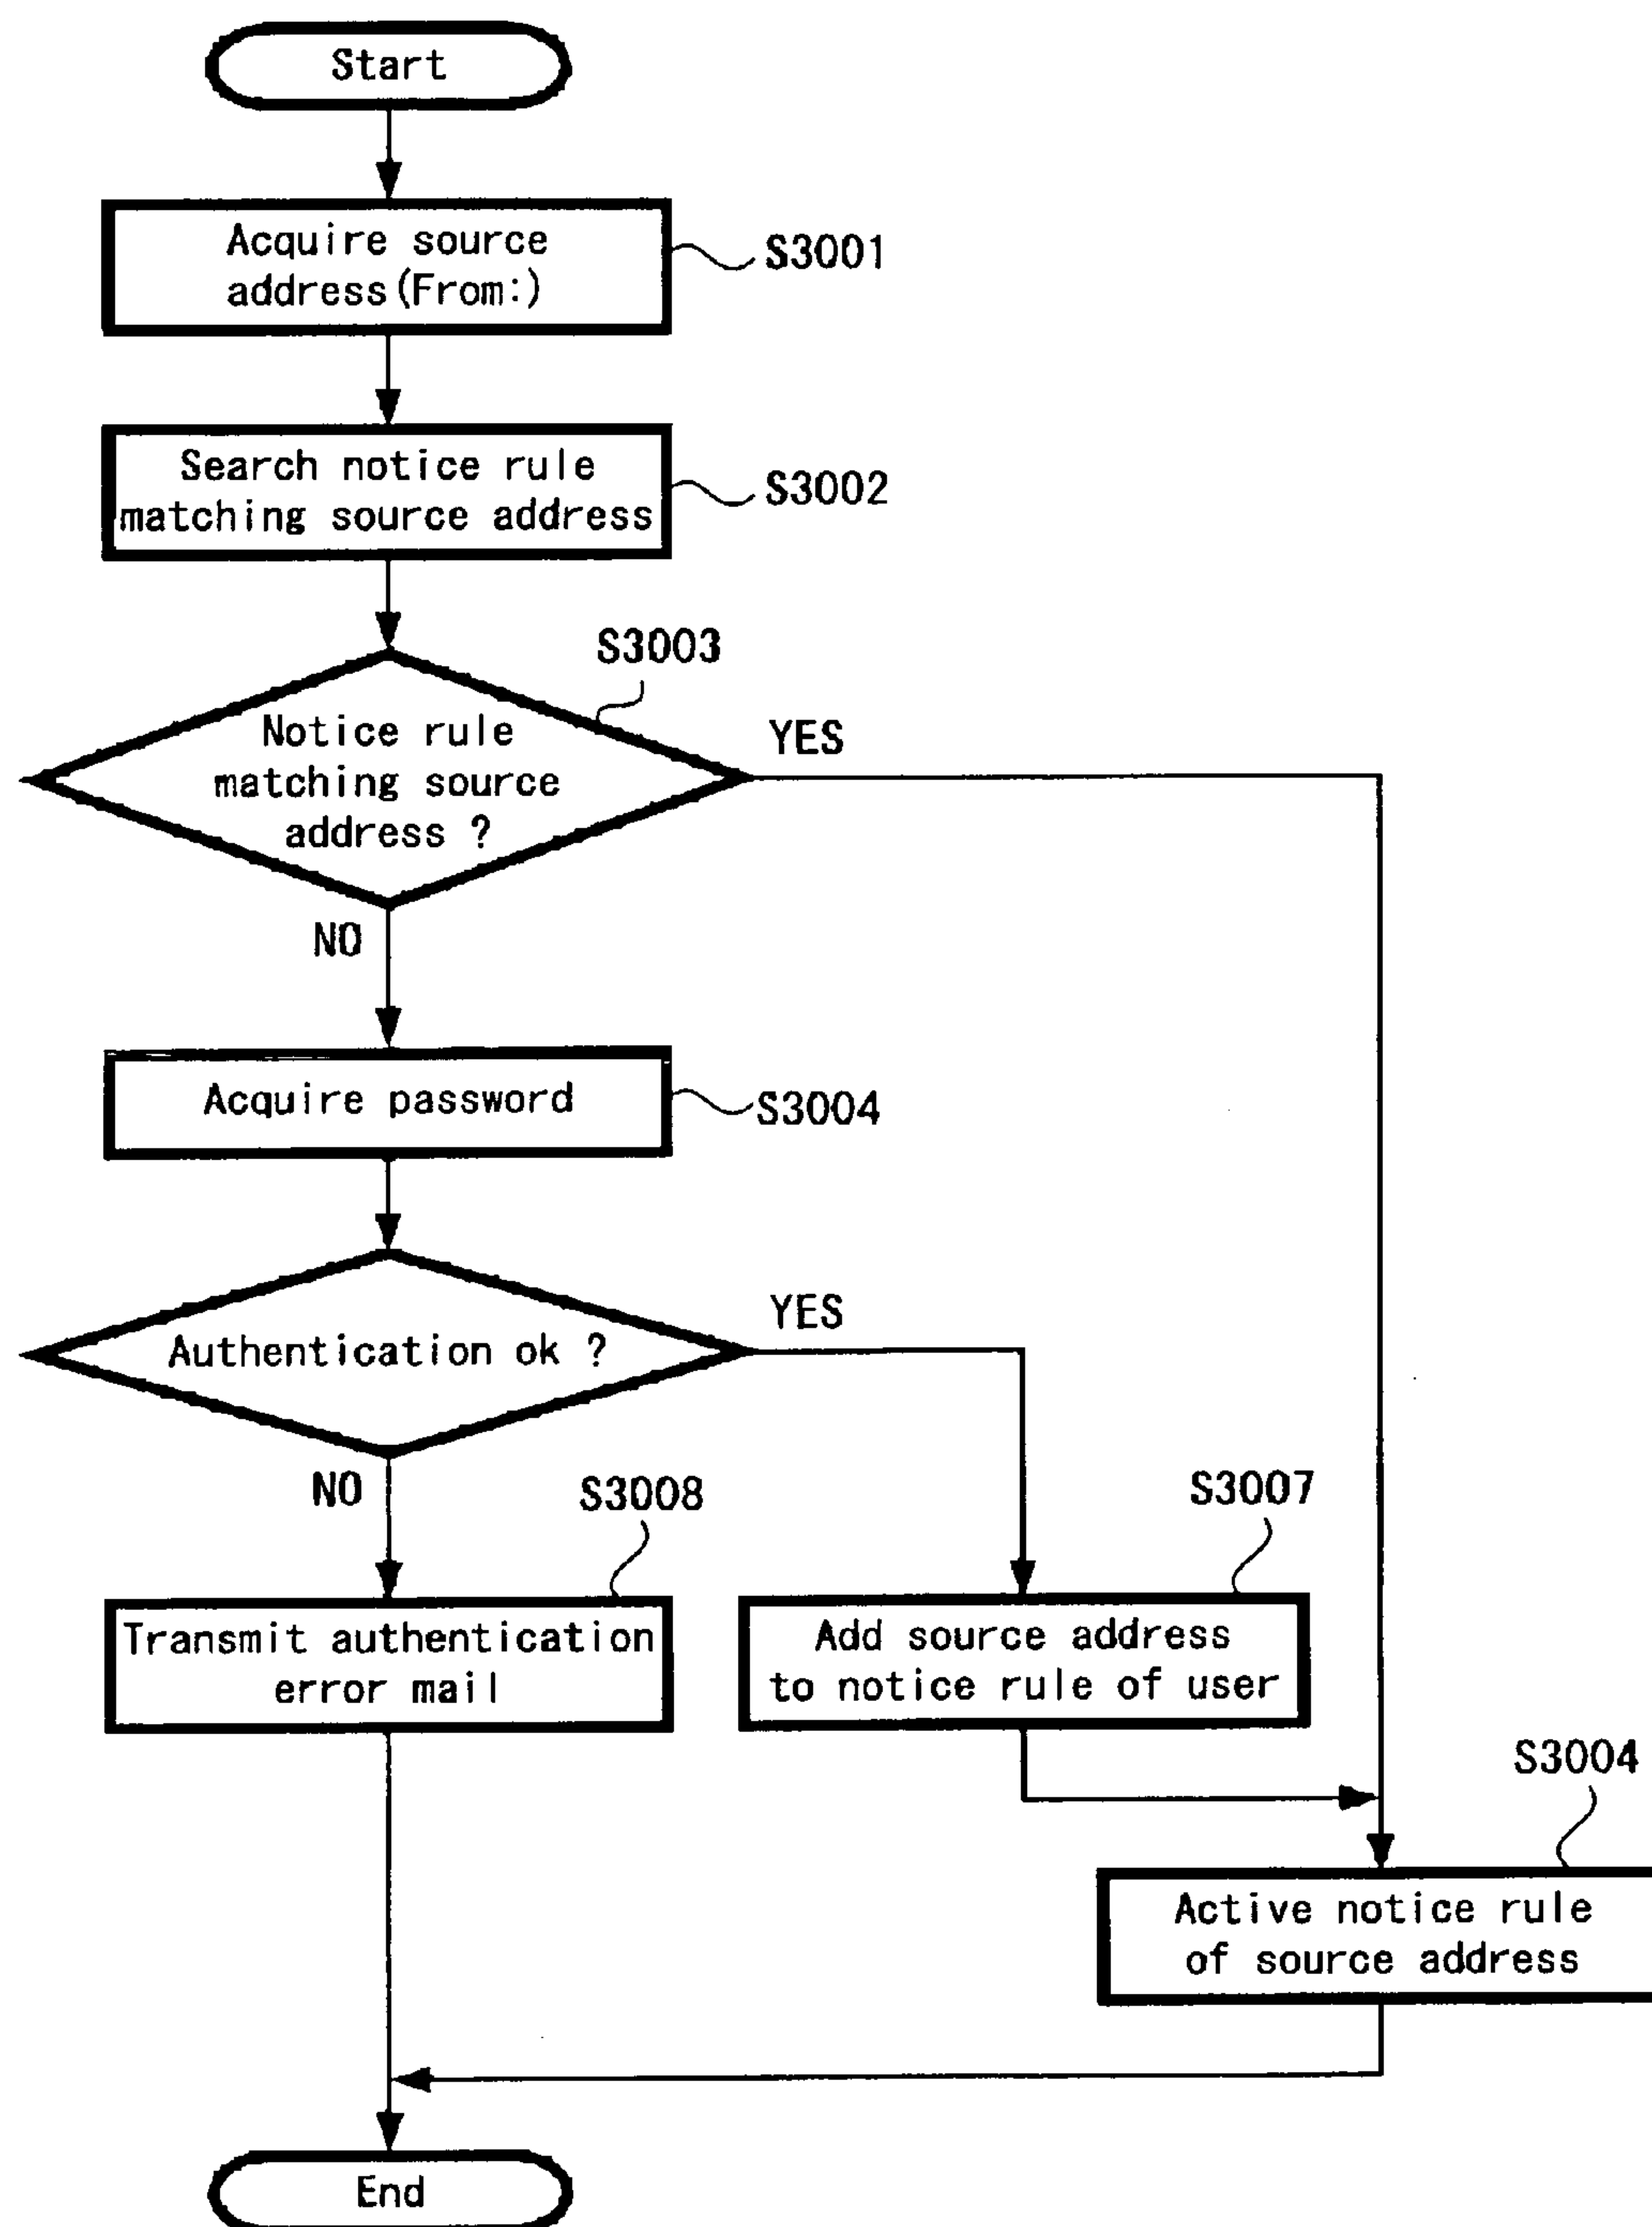 Start
Acquire source
address(From:)
S3001
Search notice rule
matching source address
S3002
S3003
Notice rule
matching source
address ?
YES
NO
Acquire password
S3004
Authentication ok ?
YES
NO
S3008
Transmit authentication
error mail
S3007
Add source address
to notice rule of user
S3004
Active notice rule
of source address
End